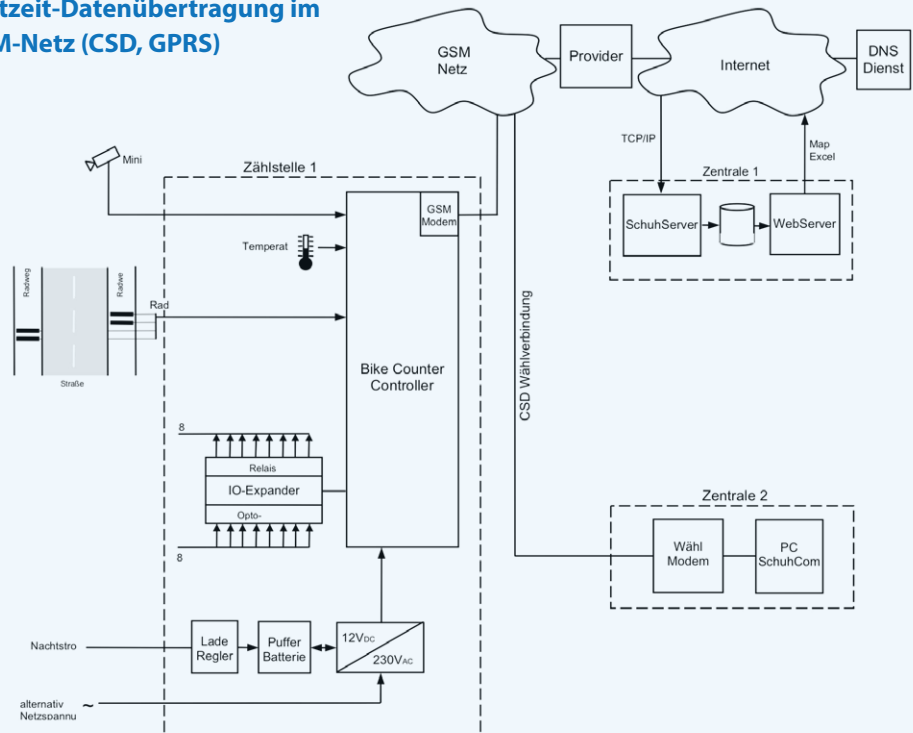 tzeit-Datenübertragung im
M-Netz (CSD, GPRS)
GSM
Netz
Provider
Internet
DNS
Dienst
TCP/IP
Map
Excel
Mini
Zählstelle 1
GSM
Modem
Zentrale 1
SchuhServer
WebServer
Temperat
Radweg
Radwe
Rad
Straße
Bike Counter
Controller
CSD Wählverbindung
8
Relais
IO-Expander
Opto-
8
Zentrale 2
Wähl
Modem
PC
SchuhCom
Nachtstro
Lade
Regler
Puffer
Batterie
12VDC
230VAC
alternativ
Netzspannu
~